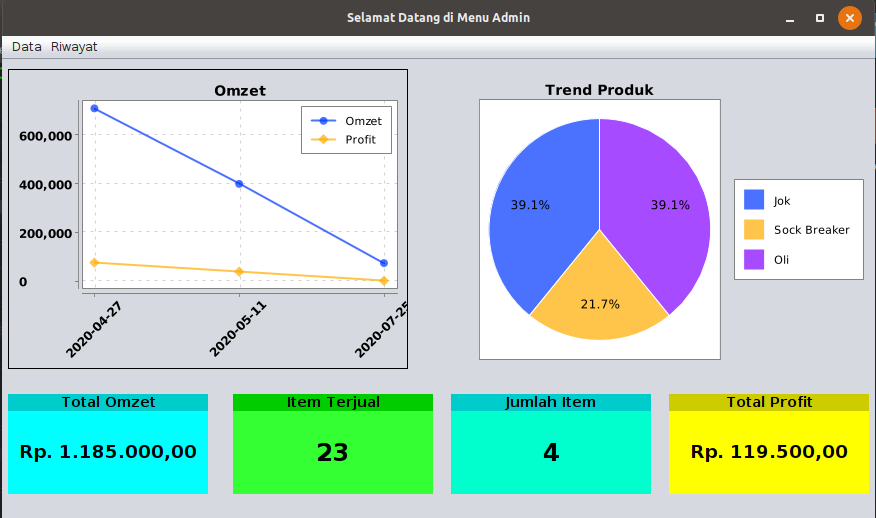 Selamat Datang di Menu Admin
Data Riwayat
Omzet
600,000
400,000
200,000
0
2020-04-27
2020-05-11
2020-07-25
Omzet
Profit
Trend Produk
39.1%
39.1%
21.7%
Jok
Sock Breaker
Oli
Total Omzet
Rp. 1.185.000,00
Item Terjual
23
Jumlah Item
4
Total Profit
Rp. 119.500,00